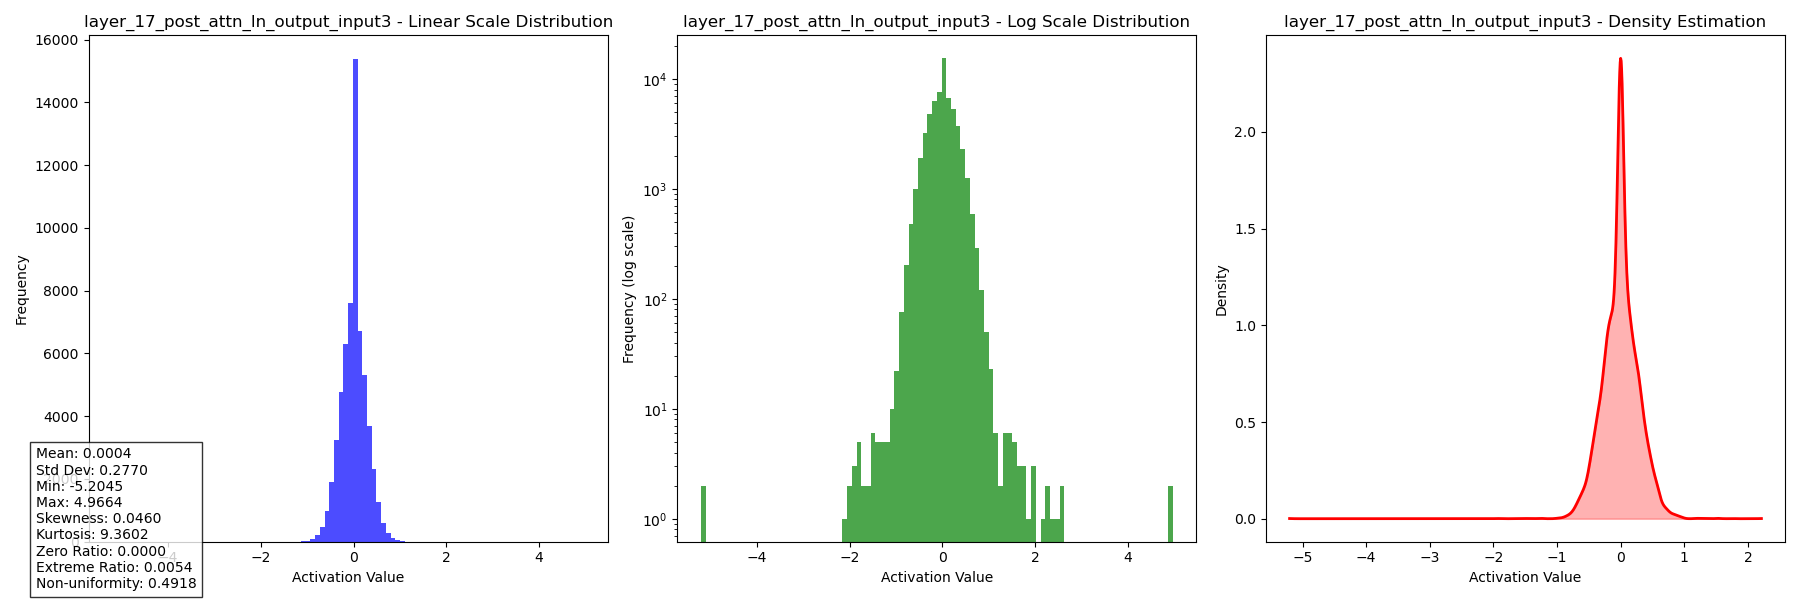 layer_17_post_attn_ln_output_input3 - Linear Scale Distribution
layer_17_post_attn_ln_output_input3 - Log Scale Distribution
layer_17_post_attn_ln_output_input3 - Density Estimation
16000
14000
12000
10000
8000
6000
4000
2000
0
Frequency
−4
−2
0
2
4
Activation Value
Mean: 0.0004
Std Dev: 0.2770
Min: -5.2045
Max: 4.9664
Skewness: 0.0460
Kurtosis: 9.3602
Zero Ratio: 0.0000
Extreme Ratio: 0.0054
Non-uniformity: 0.4918
10⁴
10³
10²
10¹
10⁰
Frequency (log scale)
−4
−2
0
2
4
Activation Value
2.0
1.5
1.0
0.5
0.0
Density
−5
−4
−3
−2
−1
0
1
2
Activation Value